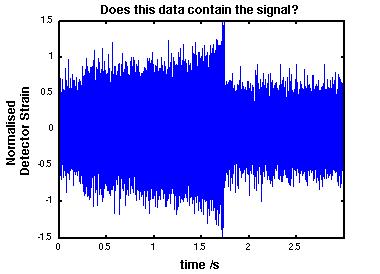 Does this data contain the signal?
1.5
1
0.5
0
-0.5
-1
-1.5
Normalised
Detector Strain
0 0.5 1 1.5 2 2.5
time /s